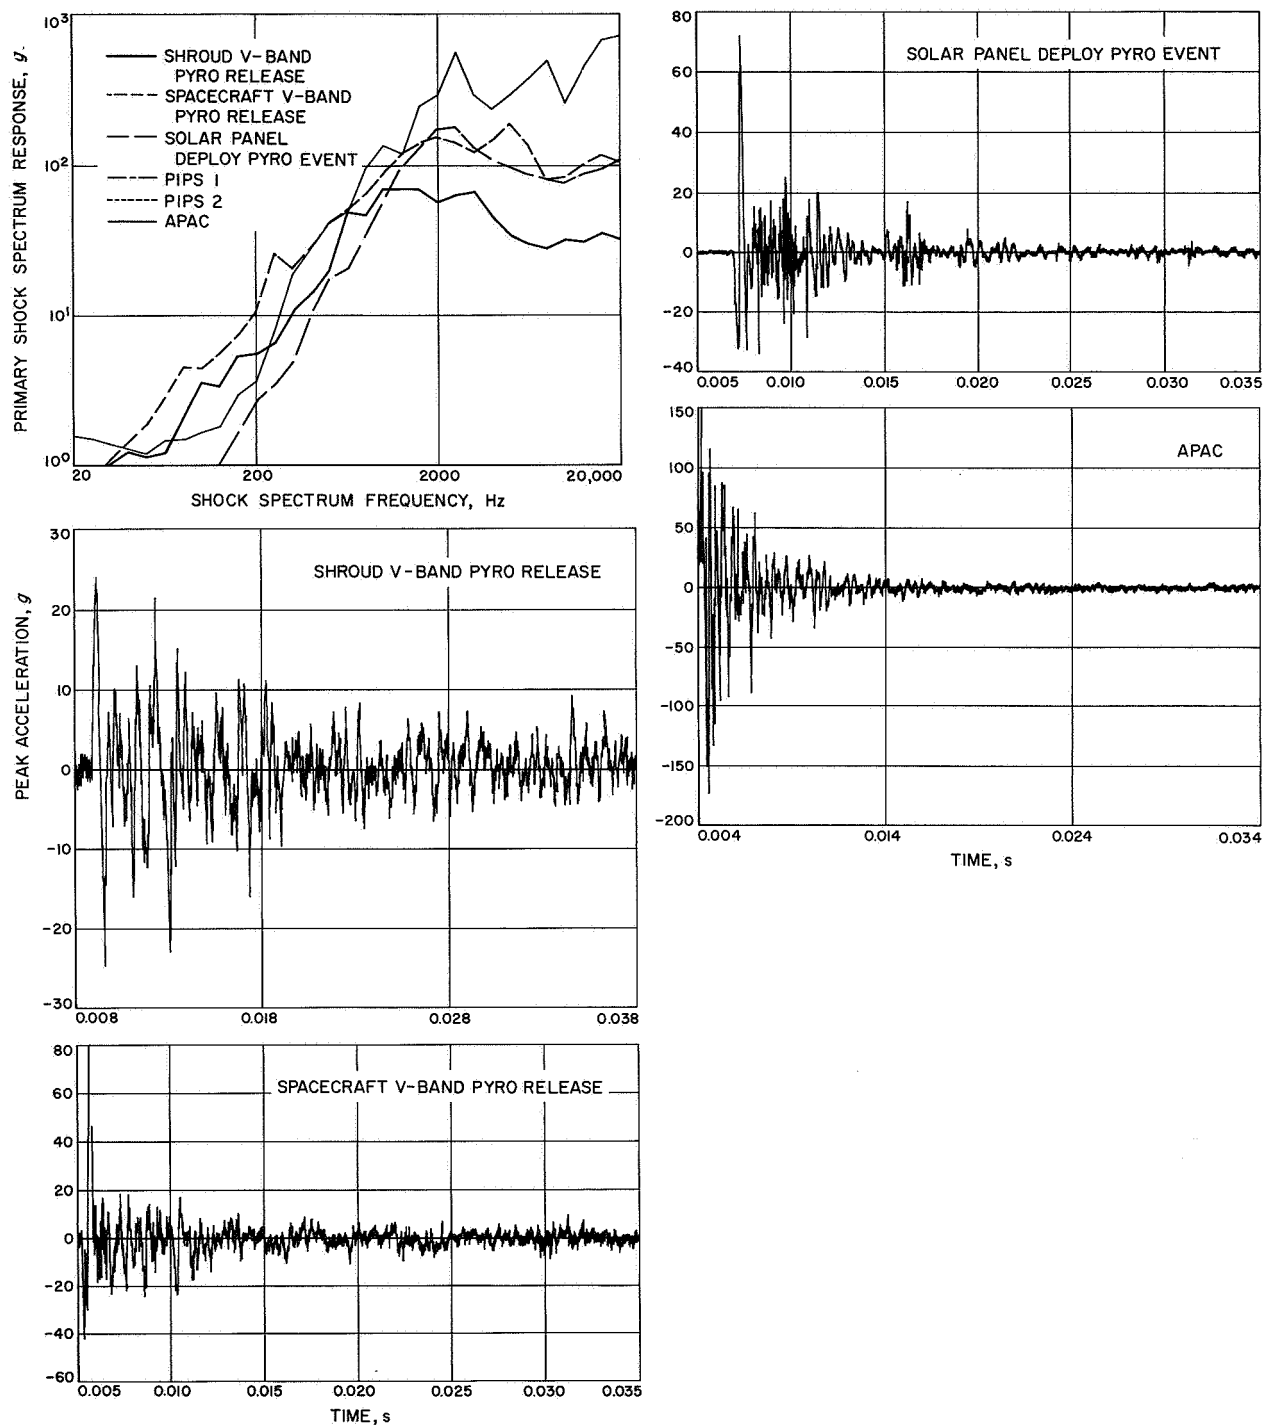 10³
10²
10¹
10⁰
PRIMARY SHOCK SPECTRUM RESPONSE, g
SHROUD V-BAND
PYRO RELEASE
SPACECRAFT V-BAND
PYRO RELEASE
SOLAR PANEL
DEPLOY PYRO EVENT
PIPS 1
PIPS 2
APAC
20 200 2000 20,000
SHOCK SPECTRUM FREQUENCY, Hz
SHROUD V-BAND PYRO RELEASE
30
20
10
0
-10
-20
-30
PEAK ACCELERATION, g
0.008 0.018 0.028 0.038
SPACECRAFT V-BAND PYRO RELEASE
80
60
40
20
0
-20
-40
-60
0.005 0.010 0.015 0.020 0.025 0.030 0.035
TIME, s
SOLAR PANEL DEPLOY PYRO EVENT
80
60
40
20
0
-20
-40
0.005 0.010 0.015 0.020 0.025 0.030 0.035
APAC
150
100
50
0
-50
-100
-150
-200
0.004 0.014 0.024 0.034
TIME, s